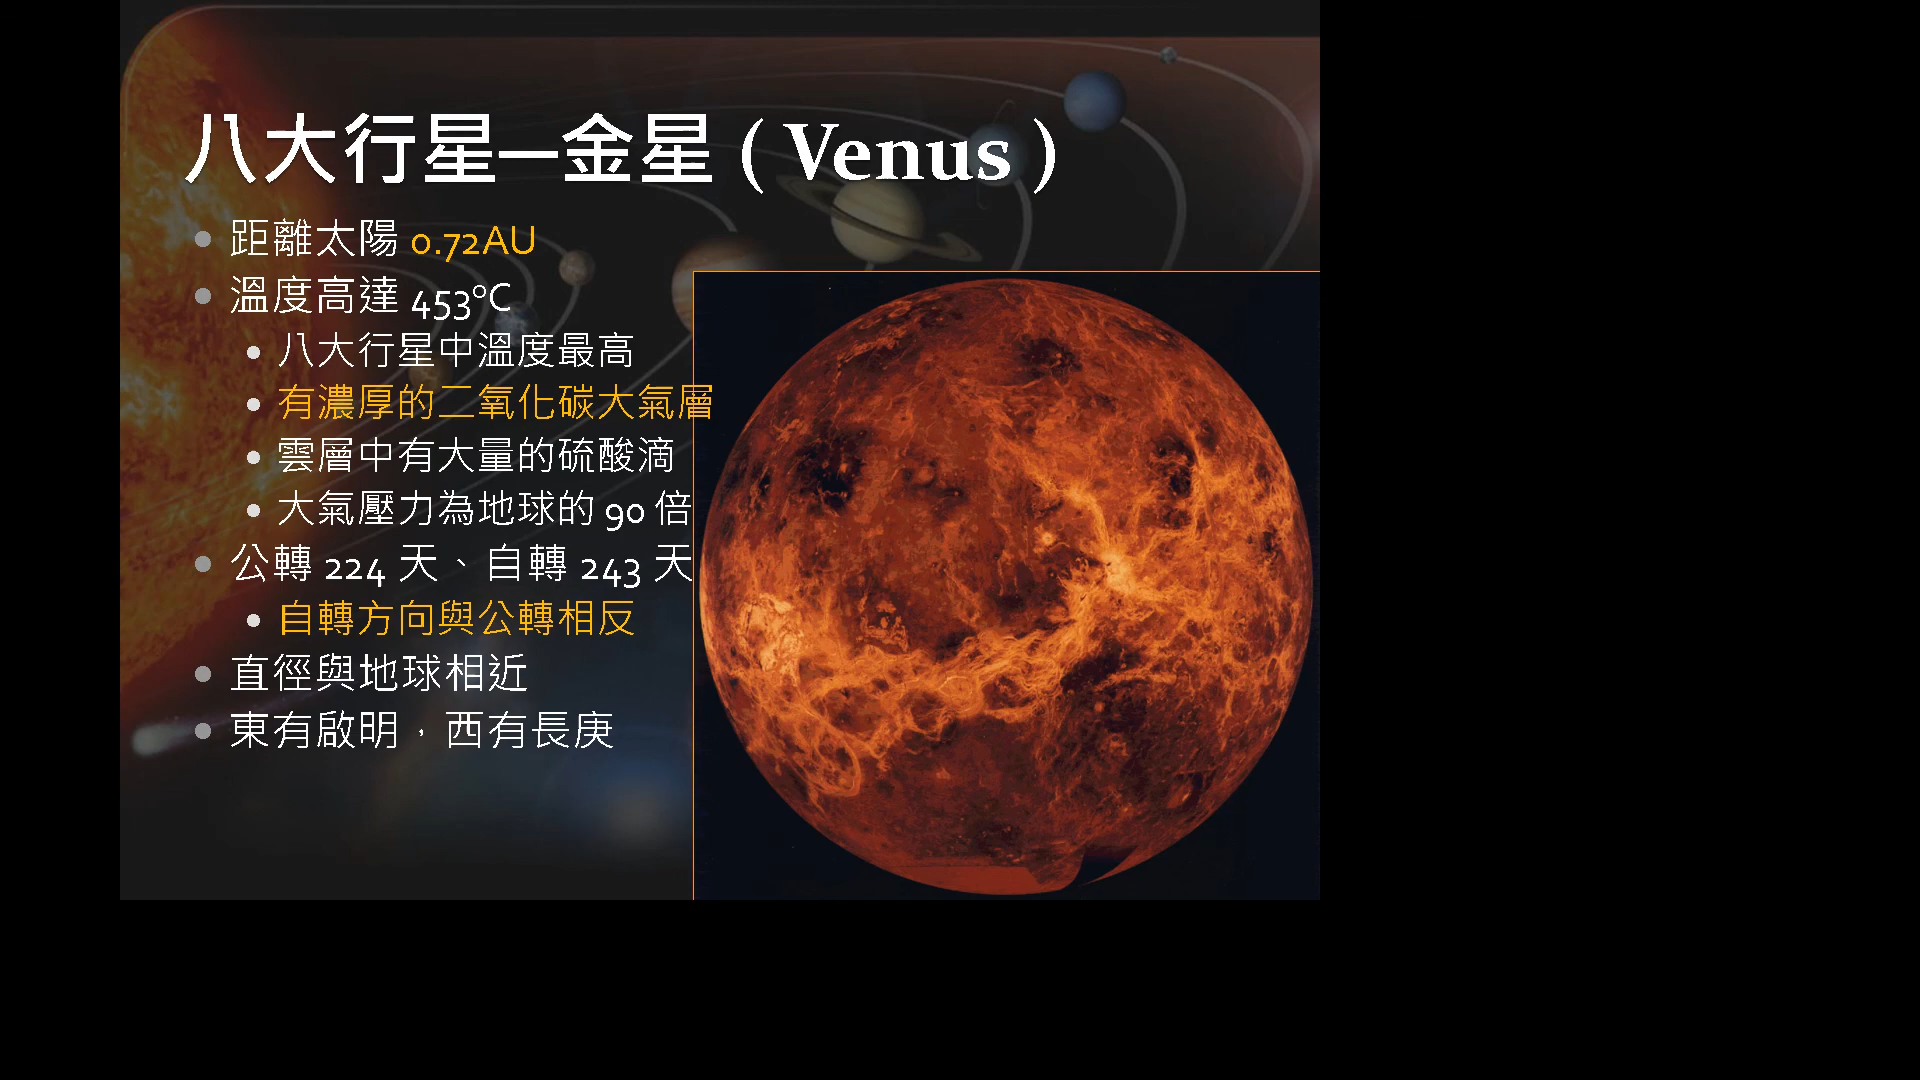 八大行星─金星 ( Venus )
距離太陽 0.72AU
溫度高達 453°C
八大行星中溫度最高
有濃厚的二氧化碳大氣層
雲層中有大量的硫酸滴
大氣壓力為地球的 90 倍
公轉 224 天、自轉 243 天
自轉方向與公轉相反
直徑與地球相近
東有啟明，西有長庚